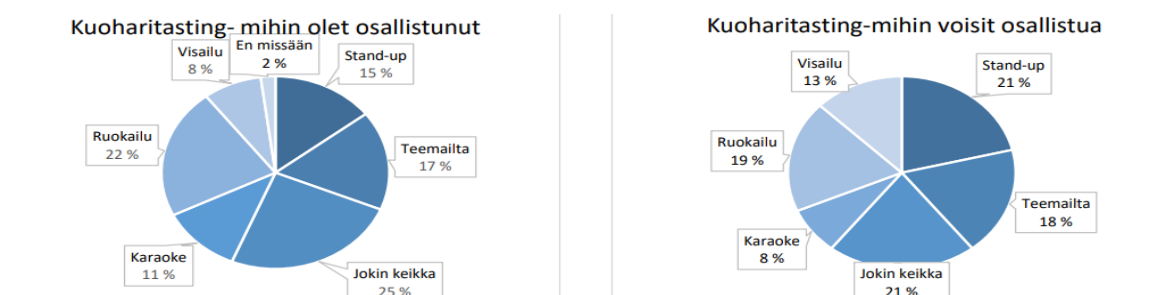 Kuoharitasting- mihin olet osallistunut
En missään
2 %
Visailu
8 %
Stand-up
15 %
Ruokailu
22 %
Teemailta
17 %
Karaoke
11 %
Jokin keikka
25 %
Kuoharitasting-mihin voisit osallistua
Visailu
13 %
Stand-up
21 %
Ruokailu
19 %
Teemailta
18 %
Karaoke
8 %
Jokin keikka
21 %